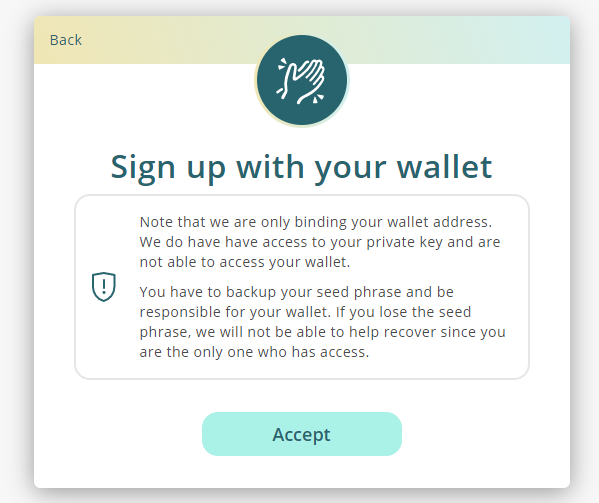 Back
Sign up with your wallet
Note that we are only binding your wallet address.
We do have have access to your private key and are
not able to access your wallet.
You have to backup your seed phrase and be
responsible for your wallet. If you lose the seed
phrase, we will not be able to help recover since you
are the only one who has access.
Accept